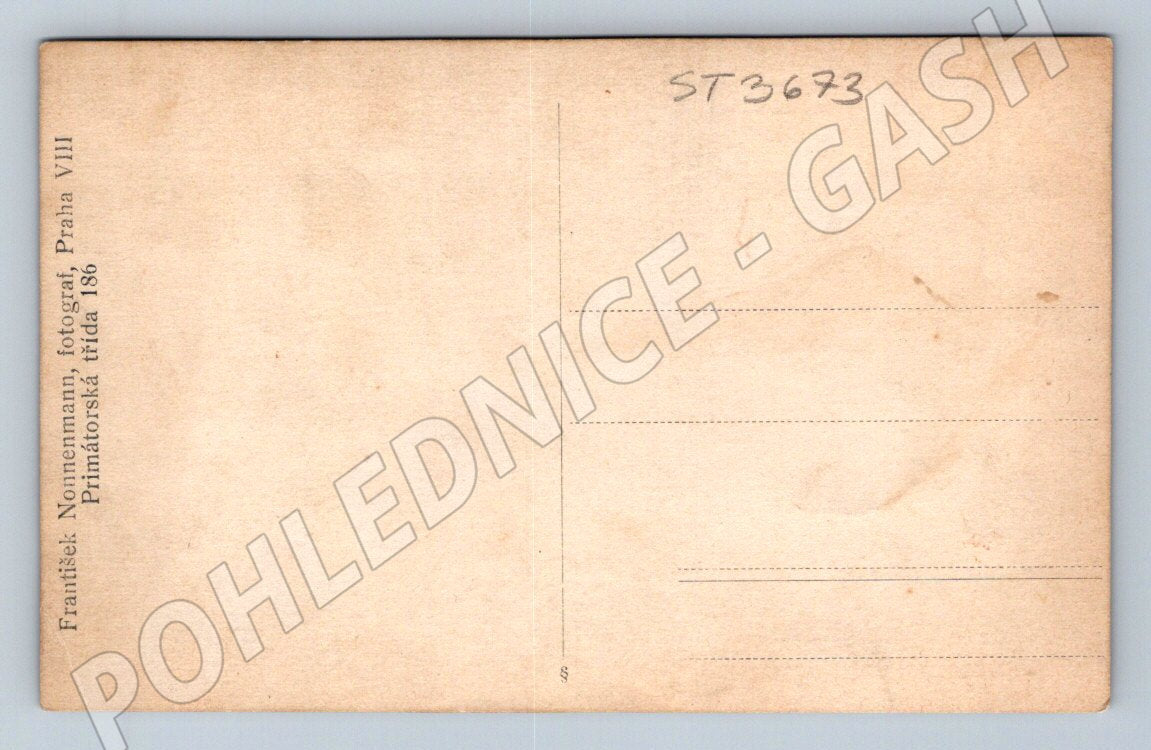 ST3673
František Nonnenmann, fotograf, Praha VIII
Primátorská třída 186
§
POHLEDNICE - GASH